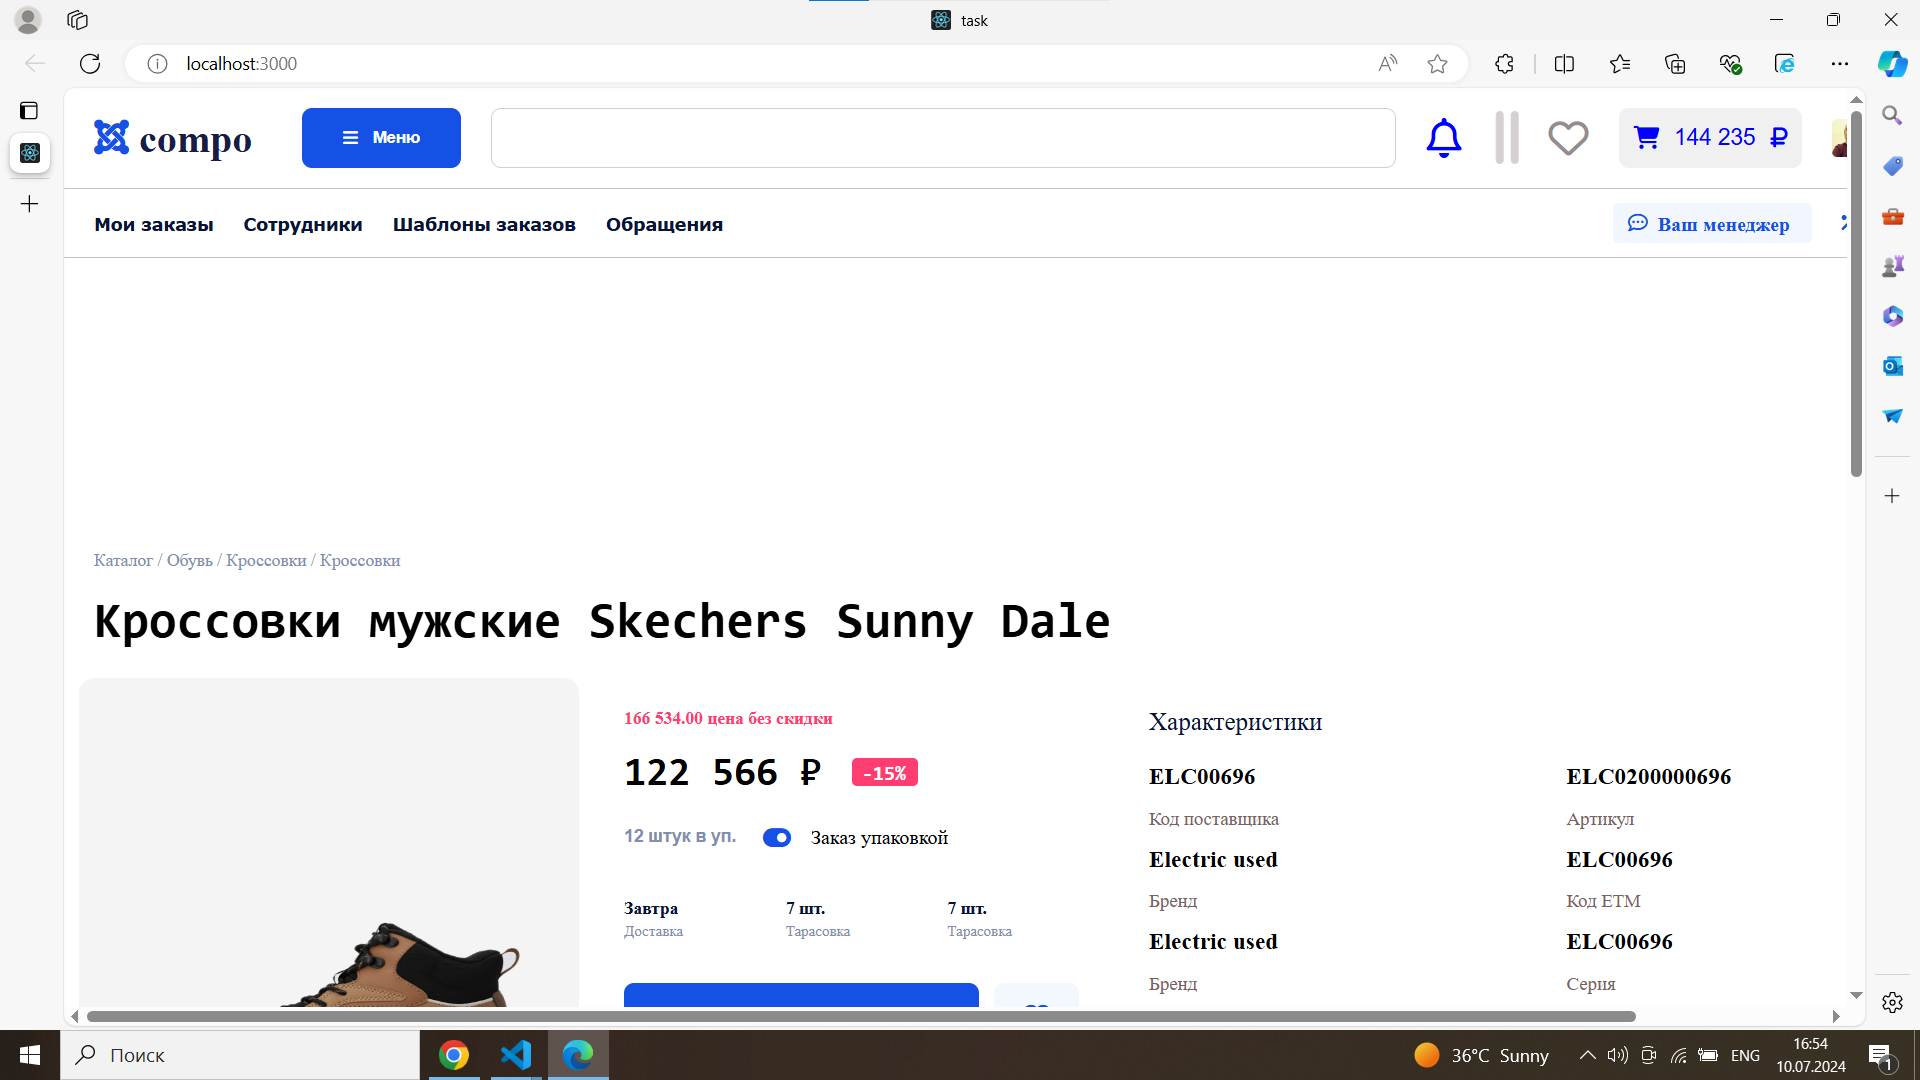 task
localhost:3000
compo
Меню
144 235 ₽
Мои заказы Сотрудники Шаблоны заказов Обращения
Ваш менеджер
Каталог / Обувь / Кроссовки / Кроссовки
Кроссовки мужские Skechers Sunny Dale
166 534.00 цена без скидки
122 566 ₽ -15%
12 штук в уп. Заказ упаковкой
Завтра 7 шт. 7 шт.
Доставка Тарасовка Тарасовка
Характеристики
ELC00696 ELC0200000696
Код поставщика Артикул
Electric used ELC00696
Бренд Код ЕТМ
Electric used ELC00696
Бренд Серия
Поиск
36°C Sunny
ENG
16:54
10.07.2024
1